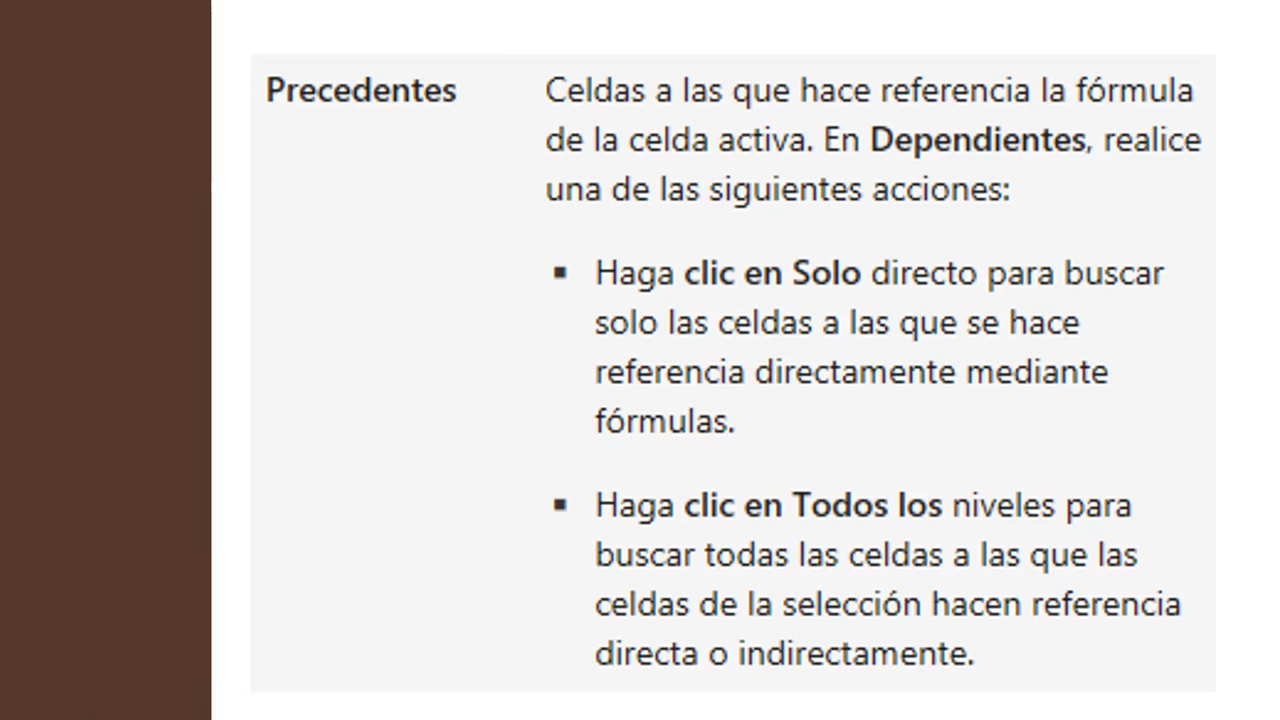 Precedentes
Celdas a las que hace referencia la fórmula
de la celda activa. En Dependientes, realice
una de las siguientes acciones:
▪ Haga clic en Solo directo para buscar
solo las celdas a las que se hace
referencia directamente mediante
fórmulas.
▪ Haga clic en Todos los niveles para
buscar todas las celdas a las que las
celdas de la selección hacen referencia
directa o indirectamente.